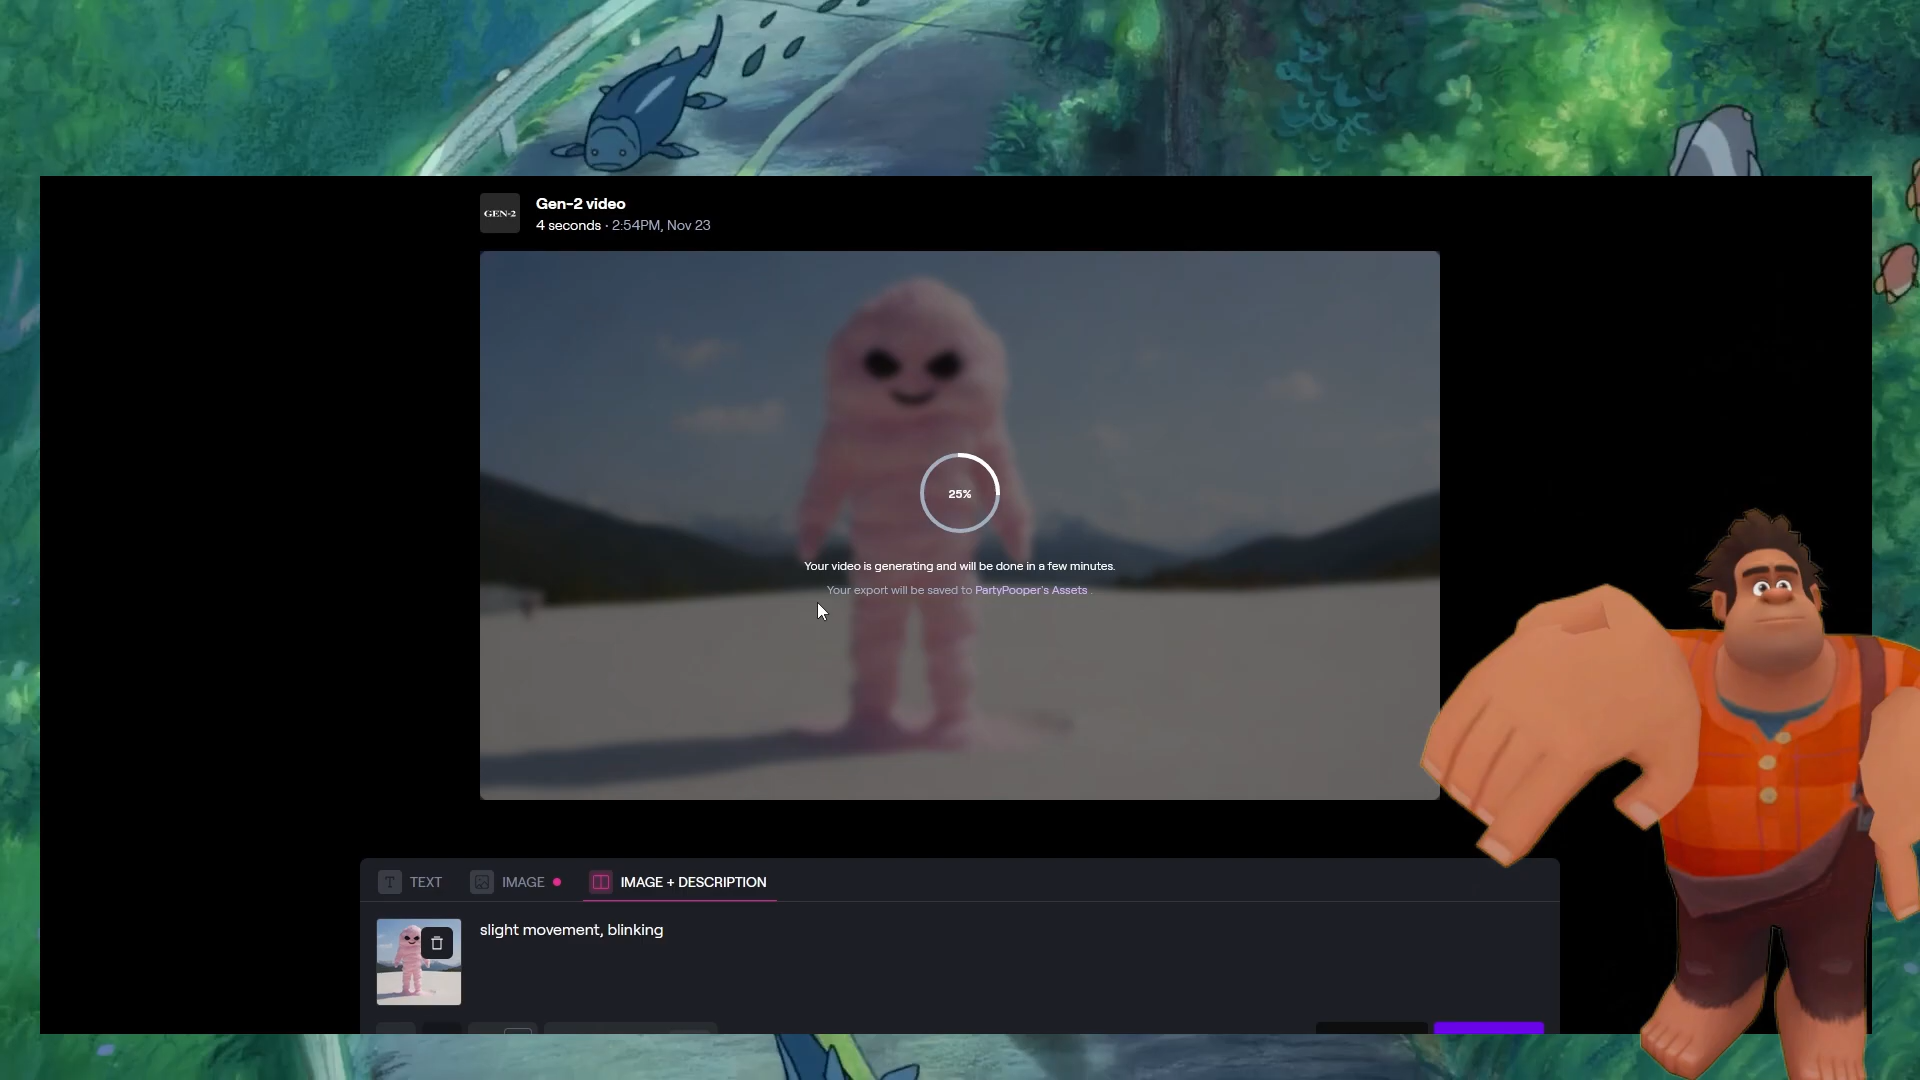 GEN-2
Gen-2 video
4 seconds · 2:54PM, Nov 23
25%
Your video is generating and will be done in a few minutes.
Your export will be saved to PartyPooper's Assets .
T TEXT
IMAGE
IMAGE + DESCRIPTION
slight movement, blinking